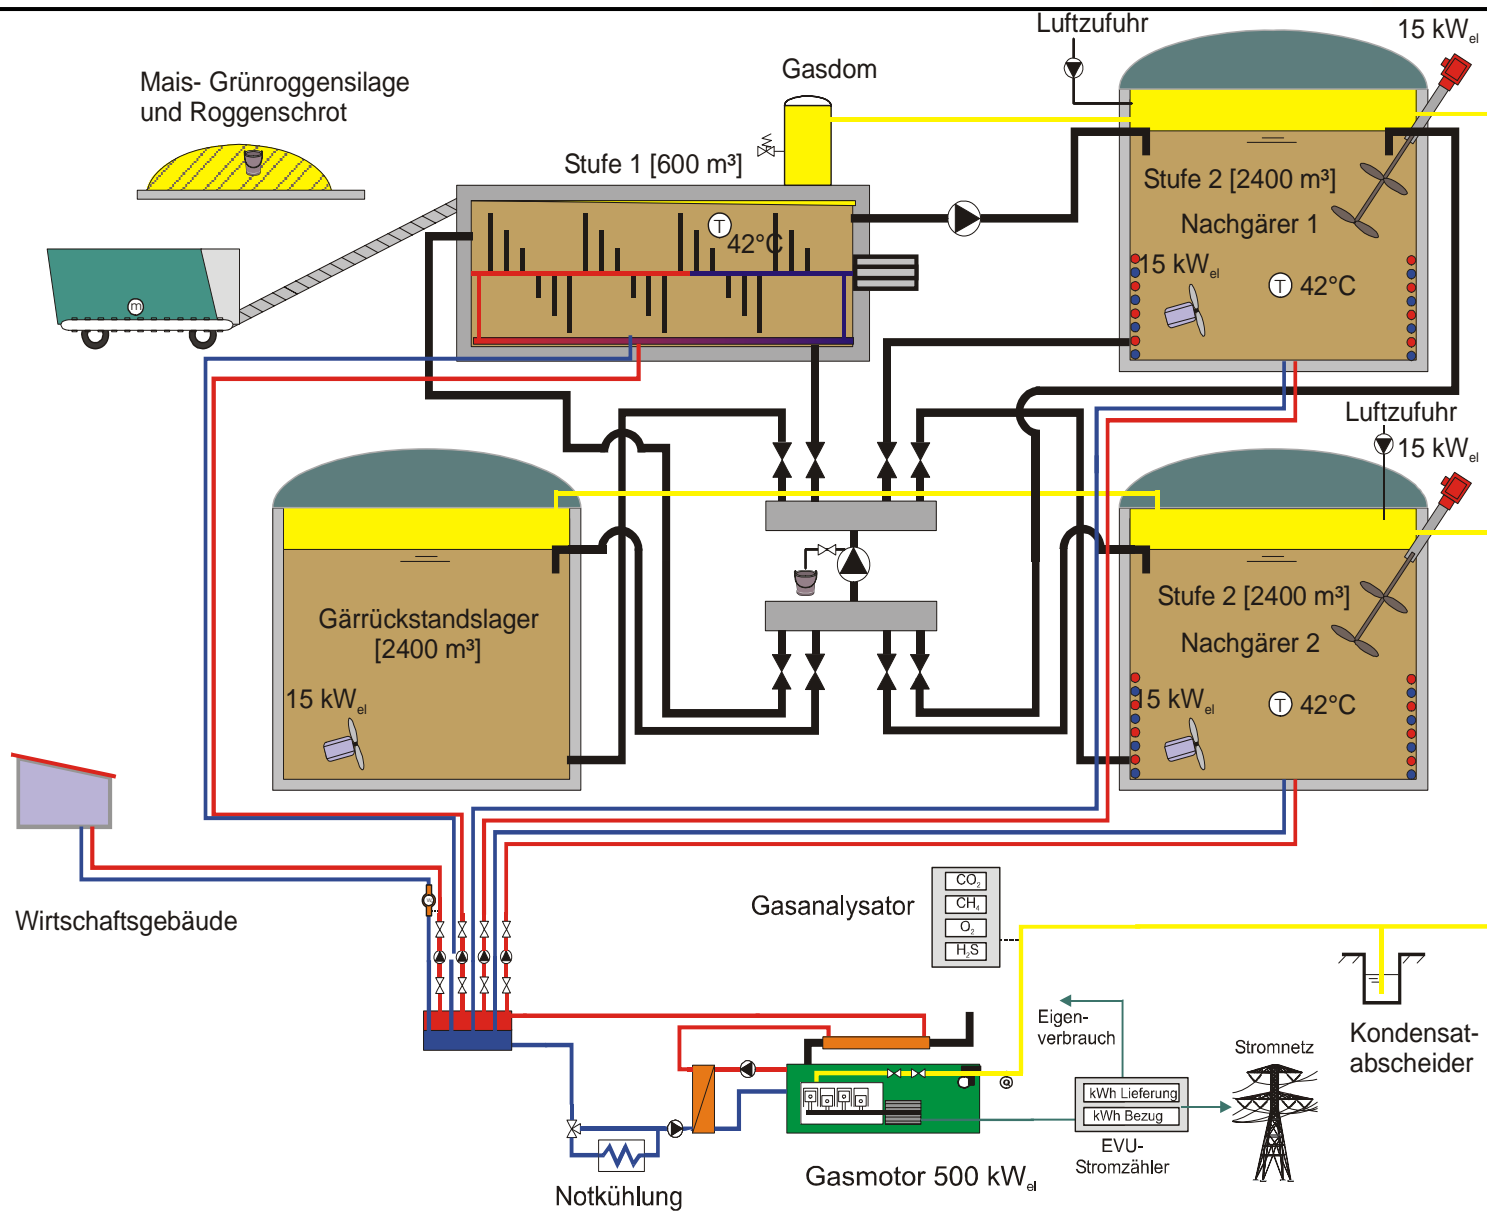 Luftzufuhr
15 kWel
Gasdom
Mais- Grünroggensilage
und Roggenschrot
Stufe 1 [600 m³]
Stufe 2 [2400 m³]
Nachgärer 1
T
42°C
15 kWel
T 42°C
m
Luftzufuhr
15 kWel
Stufe 2 [2400 m³]
Gärrückstandslager
[2400 m³]
Nachgärer 2
15 kWel
15 kWel
T 42°C
Wirtschaftsgebäude
Gasanalysator
CO2
CH4
O2
H2S
Eigen-
verbrauch
Stromnetz
Kondensat-
abscheider
kWh Lieferung
kWh Bezug
EVU-
Stromzähler
Gasmotor 500 kWel
Notkühlung